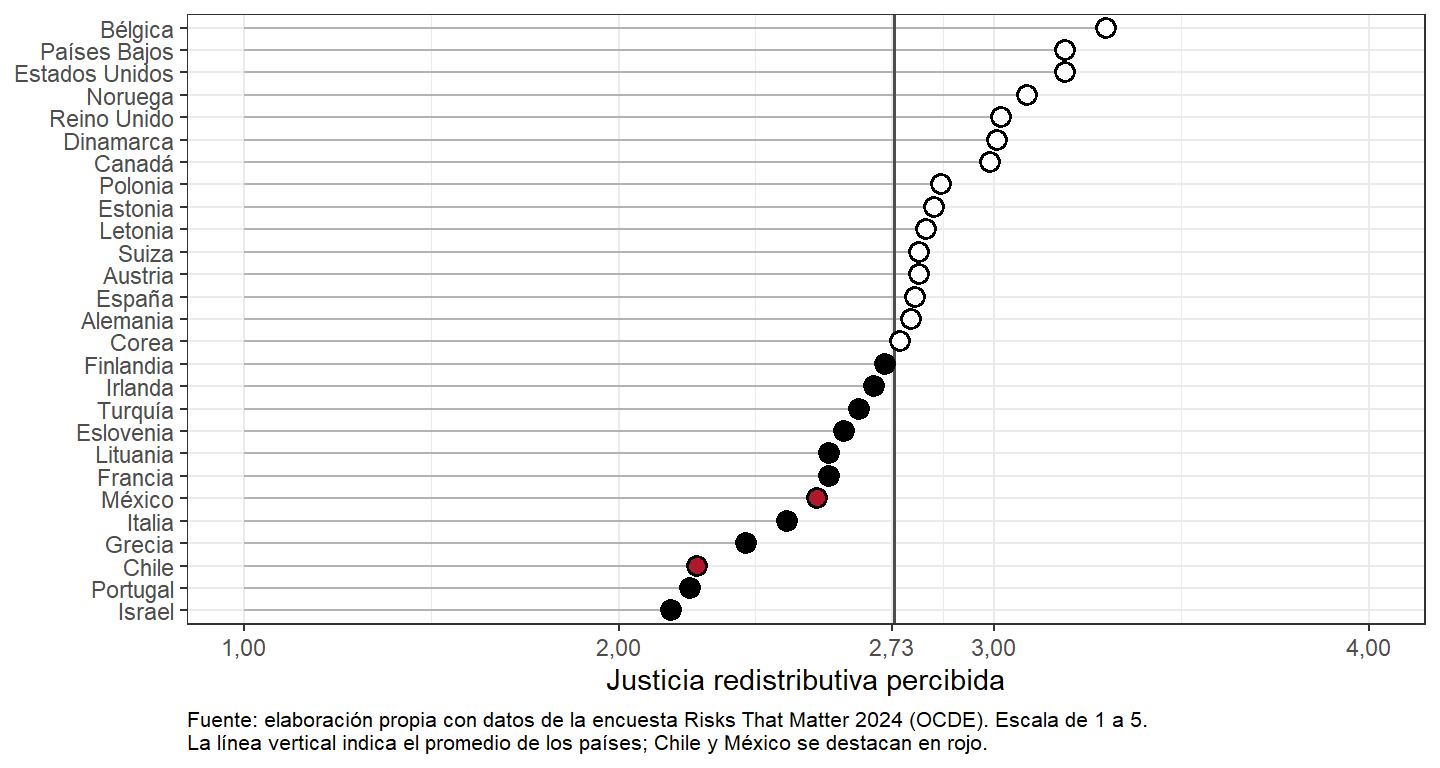 Bélgica
Países Bajos
Estados Unidos
Noruega
Reino Unido
Dinamarca
Canadá
Polonia
Estonia
Letonia
Suiza
Austria
España
Alemania
Corea
Finlandia
Irlanda
Turquía
Eslovenia
Lituania
Francia
México
Italia
Grecia
Chile
Portugal
Israel
1,00 2,00 2,73 3,00 4,00
Justicia redistributiva percibida
Fuente: elaboración propia con datos de la encuesta Risks That Matter 2024 (OCDE). Escala de 1 a 5.
La línea vertical indica el promedio de los países; Chile y México se destacan en rojo.